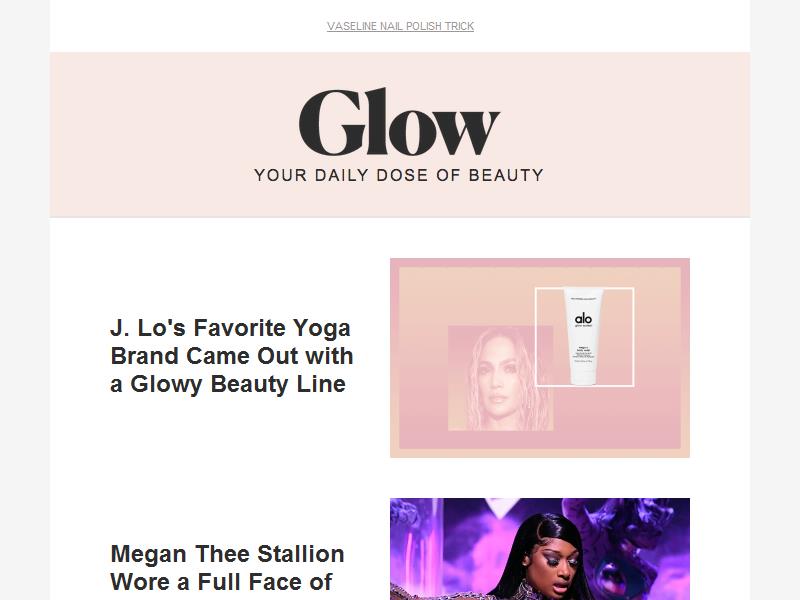 VASELINE NAIL POLISH TRICK
Glow
YOUR DAILY DOSE OF BEAUTY
J. Lo's Favorite Yoga
Brand Came Out with
a Glowy Beauty Line
alo
Megan Thee Stallion
Wore a Full Face of